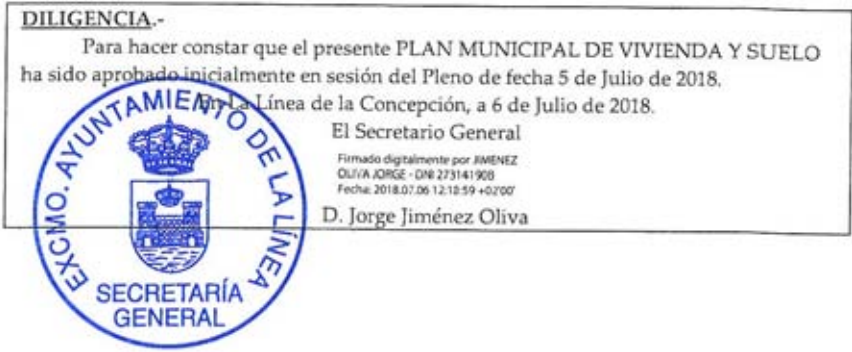 DILIGENCIA.-
Para hacer constar que el presente PLAN MUNICIPAL DE VIVIENDA Y SUELO
ha sido aprobado inicialmente en sesión del Pleno de fecha 5 de Julio de 2018.
En La Línea de la Concepción, a 6 de Julio de 2018.
El Secretario General
Firmado digitalmente por JIMENEZ
OLIVA JORGE - DNI 27314190B
Fecha: 2018.07.06 12:18:59 +02'00'
D. Jorge Jiménez Oliva
EXCMO. AYUNTAMIENTO DE LA LÍNEA
SECRETARÍA
GENERAL